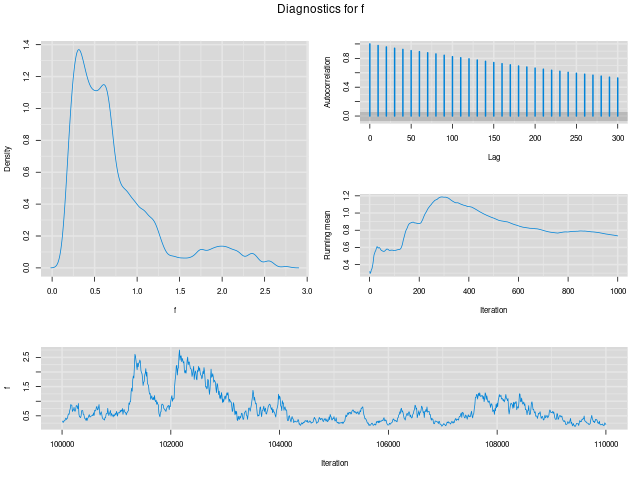 Diagnostics for f
Density
0.0 0.2 0.4 0.6 0.8 1.0 1.2 1.4
0.0 0.5 1.0 1.5 2.0 2.5 3.0
f
Autocorrelation
0.0 0.4 0.8
0 50 100 150 200 250 300
Lag
Running mean
0.4 0.6 0.8 1.0 1.2
0 200 400 600 800 1000
Iteration
f
0.5 1.5 2.5
100000 102000 104000 106000 108000 110000
Iteration